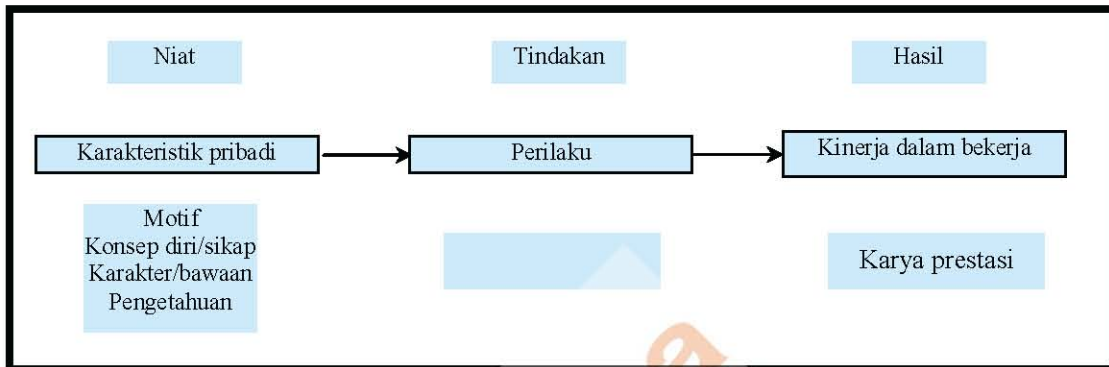 Niat
Tindakan
Hasil
Karakteristik pribadi
Perilaku
Kinerja dalam bekerja
Motif
Konsep diri/sikap
Karakter/bawaan
Pengetahuan
Karya prestasi